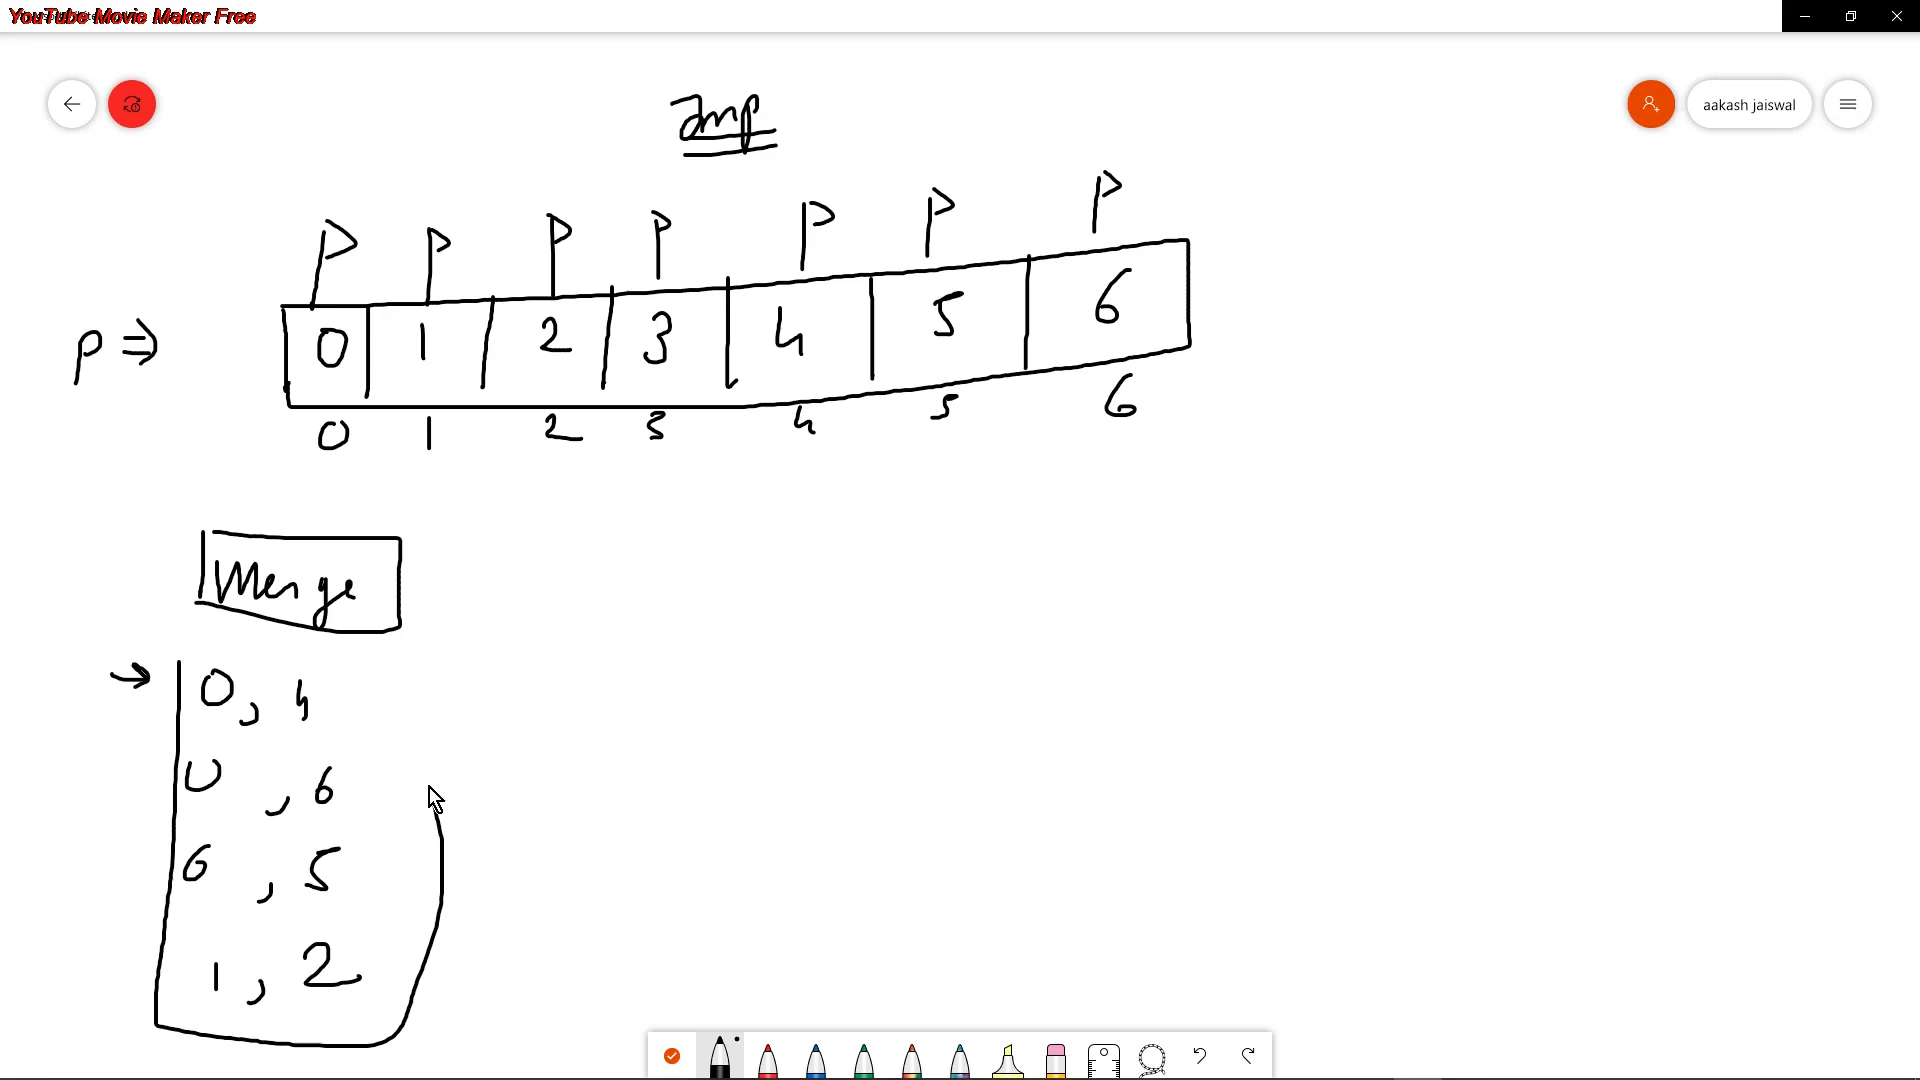 YouTube Movie Maker Free
aakash jaiswal
Imp
P P P P P P P
p ⇒ 0 1 2 3 4 5 6
0 1 2 3 4 5 6
Merge
→ 0, 4
0, 6
6, 5
1, 2